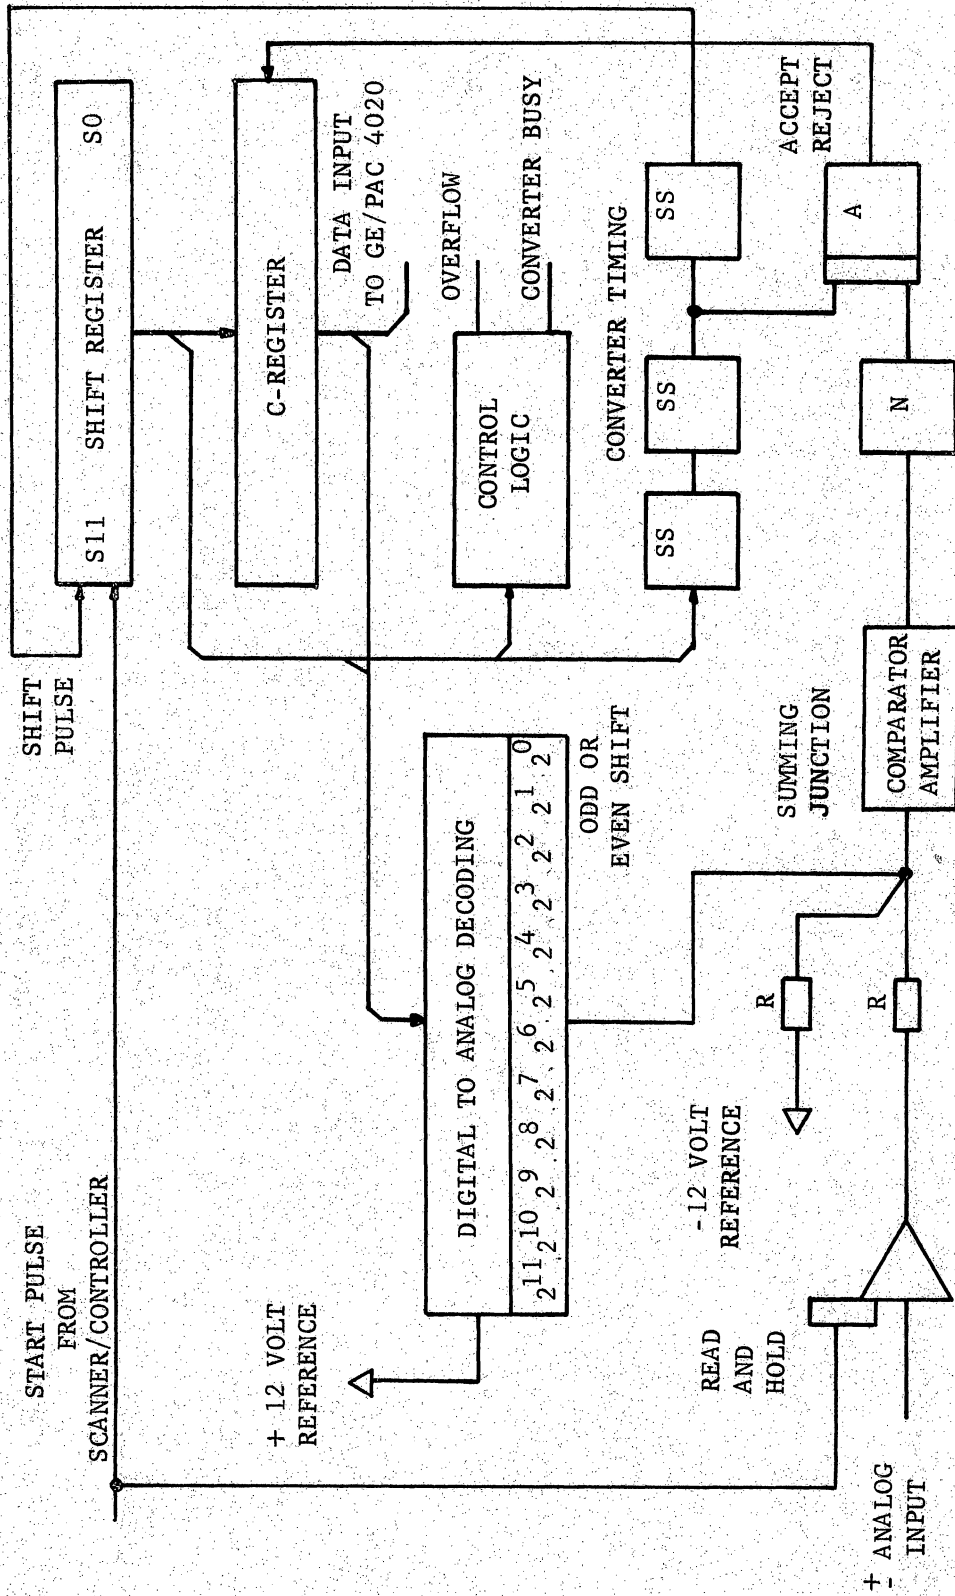 START PULSE
FROM
SCANNER/CONTROLLER
SHIFT
PULSE
S11 SHIFT REGISTER S0
C-REGISTER
DATA INPUT
TO GE/PAC 4020
+ 12 VOLT
REFERENCE
DIGITAL TO ANALOG DECODING
2^11 . 2^10 . 2^9 . 2^8 . 2^7 . 2^6 . 2^5 . 2^4 . 2^3 . 2^2 . 2^1 . 2^0
ODD OR
EVEN SHIFT
CONTROL
LOGIC
OVERFLOW
CONVERTER BUSY
CONVERTER TIMING
SS
SS
SS
-12 VOLT
REFERENCE
R
R
SUMMING
JUNCTION
READ
AND
HOLD
± ANALOG
INPUT
COMPARATOR
AMPLIFIER
N
A
ACCEPT
REJECT